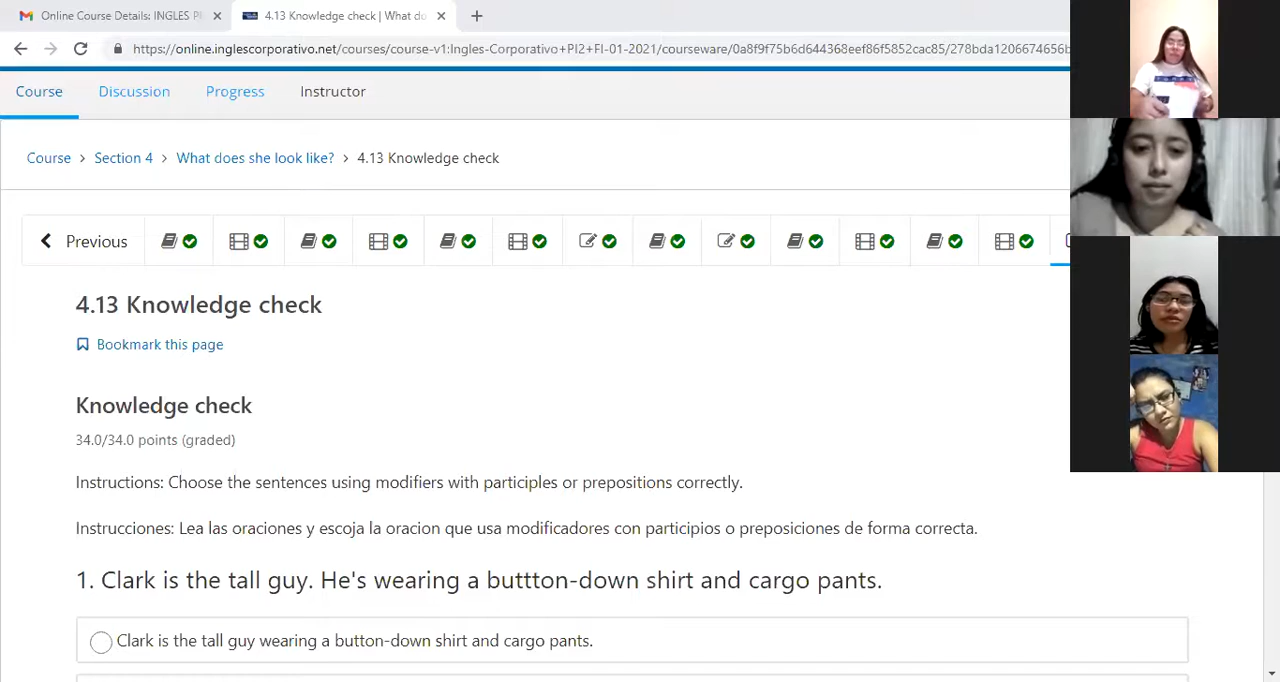 Online Course Details: INGLES P
4.13 Knowledge check | What do
https://online.inglescorporativo.net/courses/course-v1:Ingles-Corporativo+PI2+FI-01-2021/courseware/0a8f9f75b6d644368eef86f5852cac85/278bda1206674656b
Course Discussion Progress Instructor
Course > Section 4 > What does she look like? > 4.13 Knowledge check
Previous
4.13 Knowledge check
Bookmark this page
Knowledge check
34.0/34.0 points (graded)
Instructions: Choose the sentences using modifiers with participles or prepositions correctly.
Instrucciones: Lea las oraciones y escoja la oracion que usa modificadores con participios o preposiciones de forma correcta.
1. Clark is the tall guy. He's wearing a buttton-down shirt and cargo pants.
Clark is the tall guy wearing a button-down shirt and cargo pants.